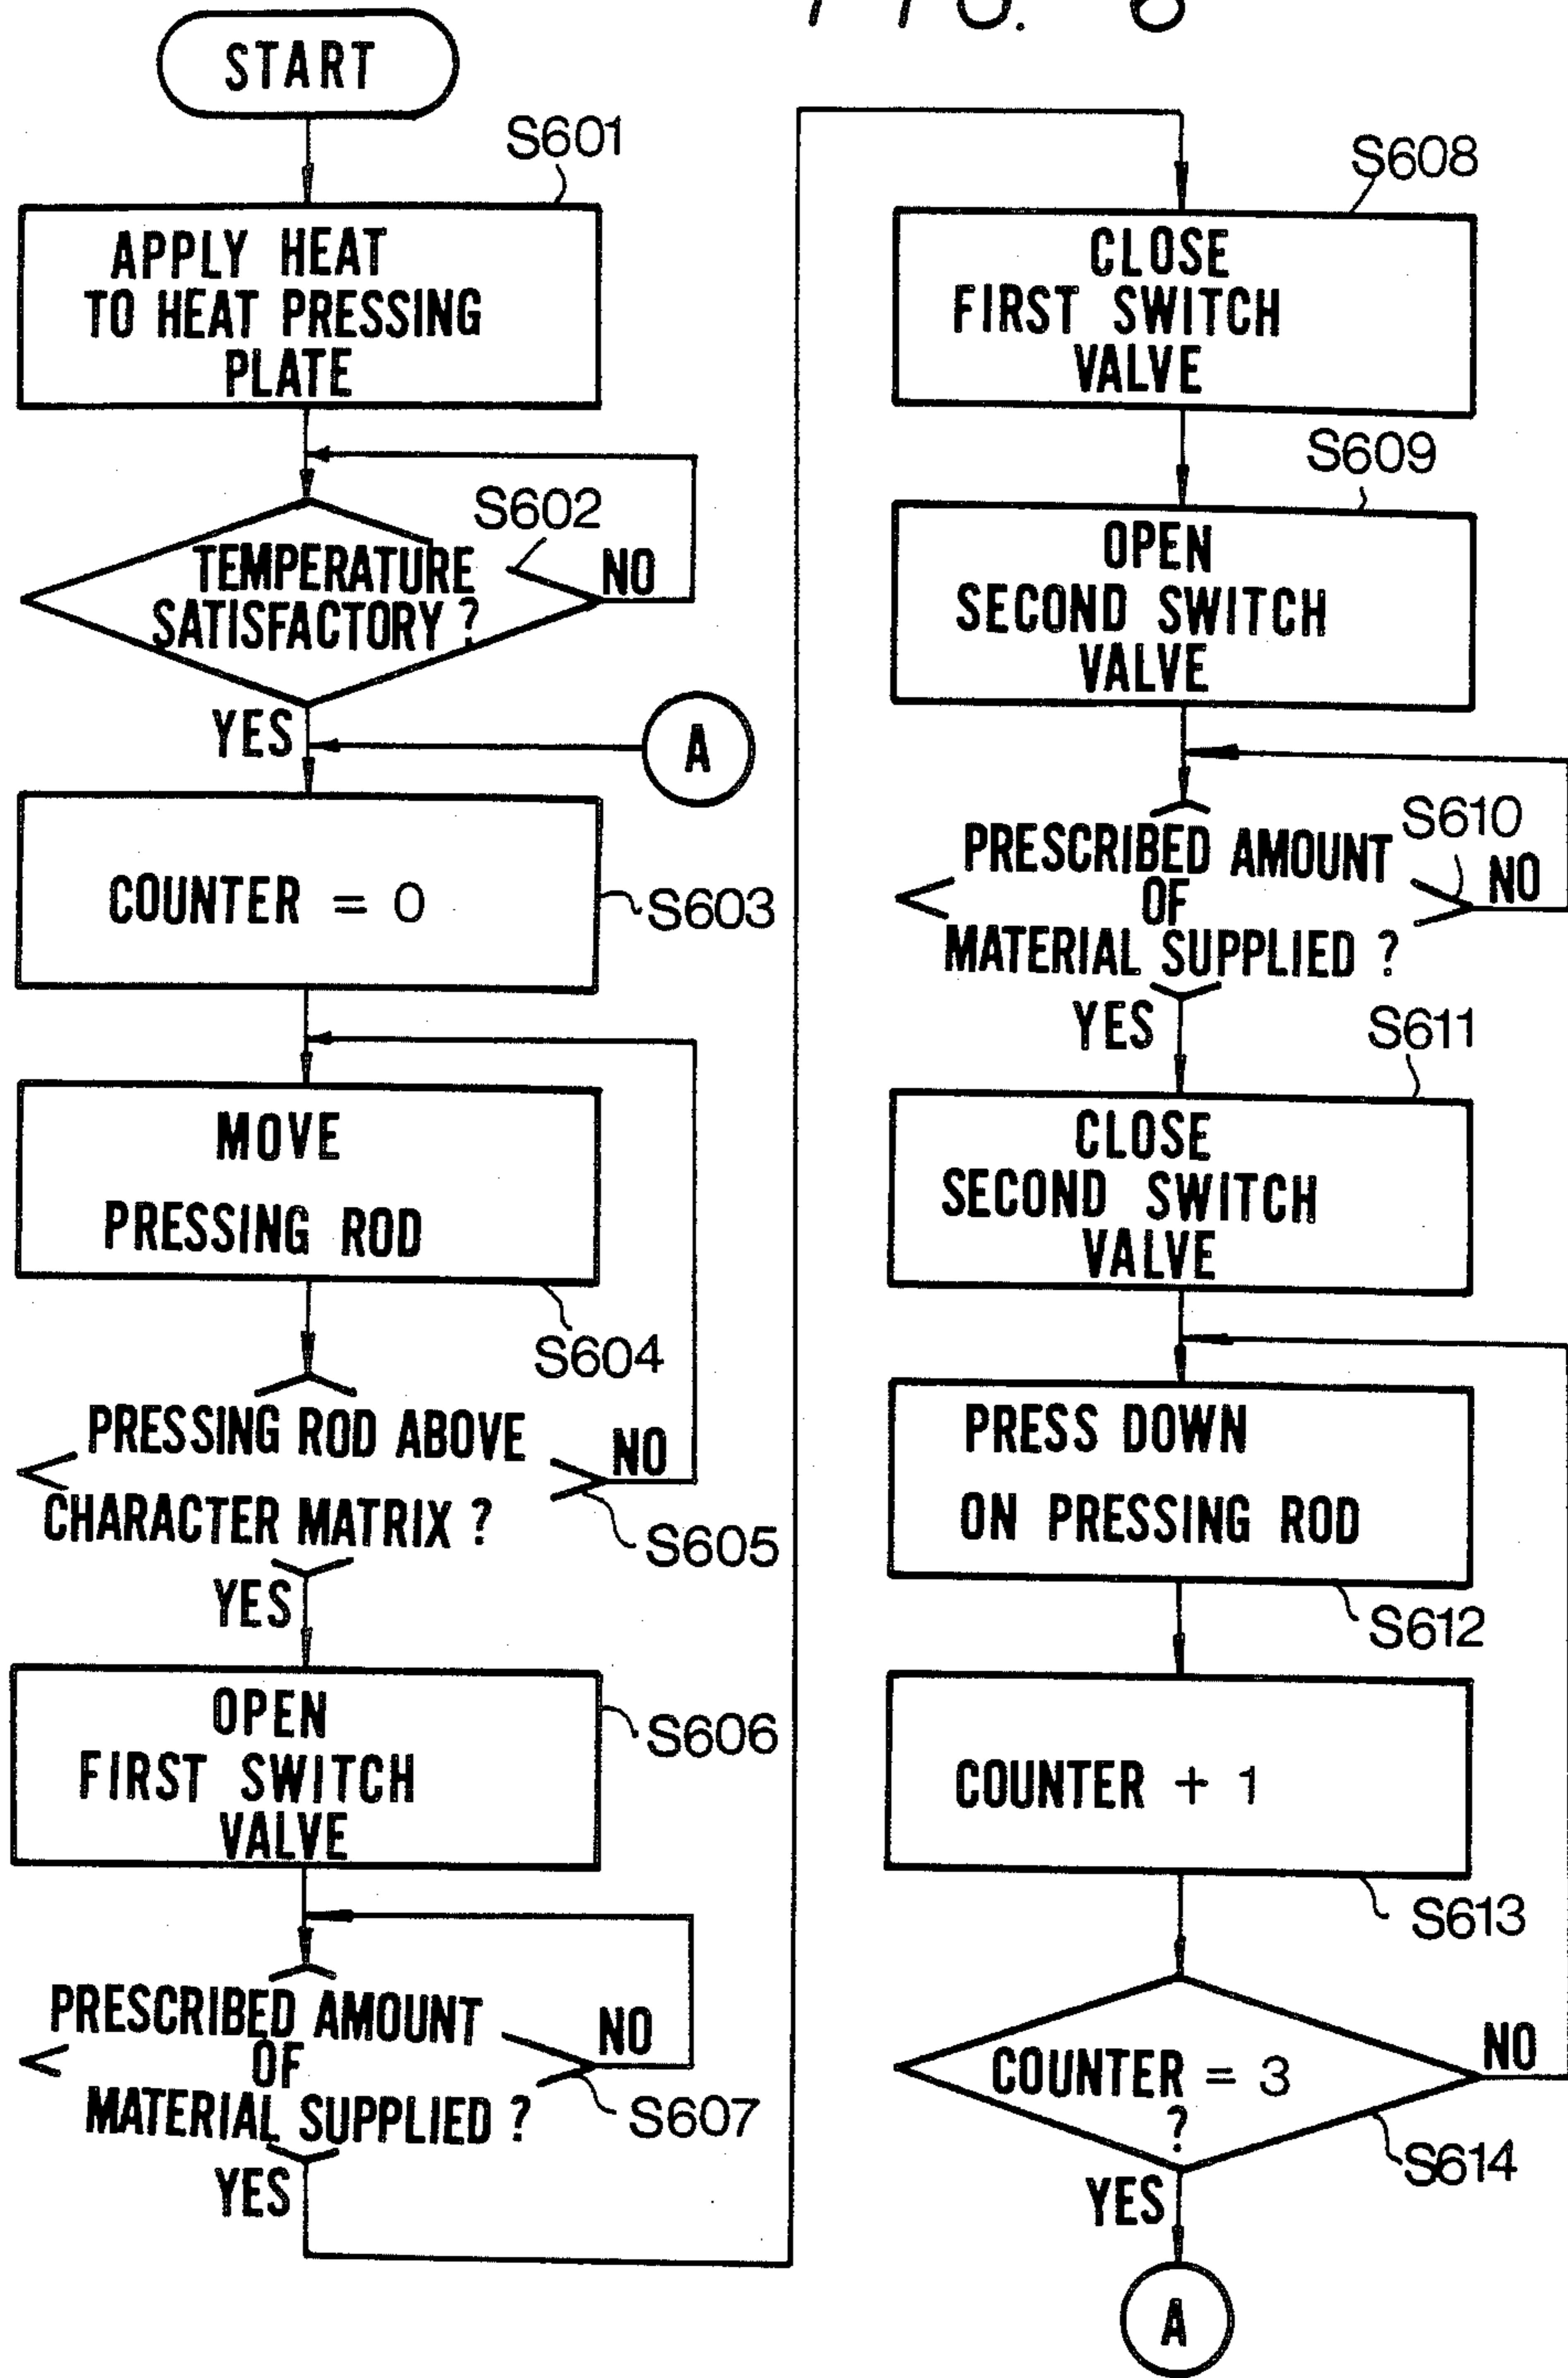 FIG. 6
START
S601
APPLY HEAT
TO HEAT PRESSING
PLATE
S602
TEMPERATURE
SATISFACTORY ?
NO
YES
A
COUNTER = 0
S603
MOVE
PRESSING ROD
S604
PRESSING ROD ABOVE
CHARACTER MATRIX ?
NO
S605
YES
OPEN
FIRST SWITCH
VALVE
S606
PRESCRIBED AMOUNT
OF
MATERIAL SUPPLIED ?
NO
S607
YES
S608
CLOSE
FIRST SWITCH
VALVE
S609
OPEN
SECOND SWITCH
VALVE
S610
PRESCRIBED AMOUNT
OF
MATERIAL SUPPLIED ?
NO
YES
S611
CLOSE
SECOND SWITCH
VALVE
PRESS DOWN
ON PRESSING ROD
S612
COUNTER + 1
S613
COUNTER = 3
?
NO
S614
YES
A